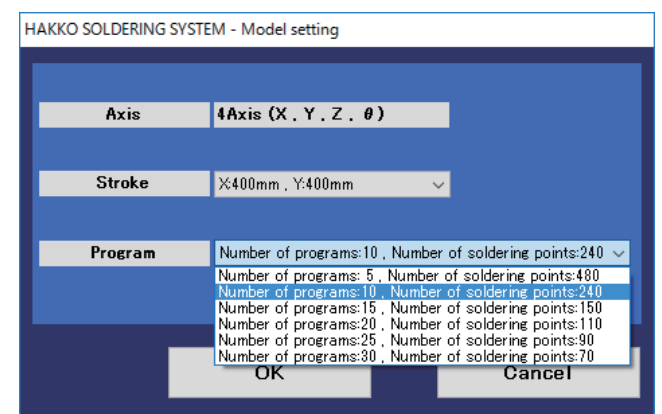 HAKKO SOLDERING SYSTEM - Model setting
Axis 4Axis (X , Y , Z , θ)
Stroke X:400mm , Y:400mm
Program Number of programs:10 , Number of soldering points:240
Number of programs: 5 , Number of soldering points:480
Number of programs:10 , Number of soldering points:240
Number of programs:15 , Number of soldering points:150
Number of programs:20 , Number of soldering points:110
Number of programs:25 , Number of soldering points:90
Number of programs:30 , Number of soldering points:70
OK Cancel